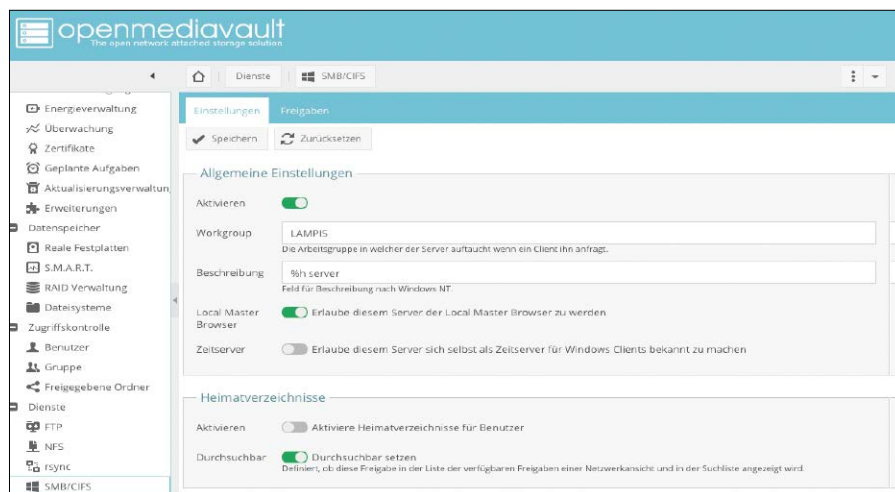 openmediavault
The open network attached storage solution
Dienste
SMB/CIFS
Energieverwaltung
Überwachung
Zertifikate
Geplante Aufgaben
Aktualisierungsverwaltun
Erweiterungen
Datenspeicher
Reale Festplatten
S.M.A.R.T.
RAID Verwaltung
Dateisysteme
Zugriffskontrolle
Benutzer
Gruppe
Freigegebene Ordner
Dienste
FTP
NFS
rsync
SMB/CIFS
Einstellungen
Freigaben
Speichern
Zurücksetzen
Allgemeine Einstellungen
Aktivieren
Workgroup
LAMPIS
Die Arbeitsgruppe in welcher der Server auftaucht wenn ein Client ihn anfragt.
Beschreibung
%h server
Feld für Beschreibung nach Windows NT.
Local Master
Browser
Erlaube diesem Server der Local Master Browser zu werden
Zeitserver
Erlaube diesem Server sich selbst als Zeitserver für Windows Clients bekannt zu machen
Heimatverzeichnisse
Aktivieren
Aktiviere Heimatverzeichnisse für Benutzer
Durchsuchbar
Durchsuchbar setzen
Definiert, ob diese Freigabe in der Liste der verfügbaren Freigaben einer Netzwerkansicht und in der Suchliste angezeigt wird.